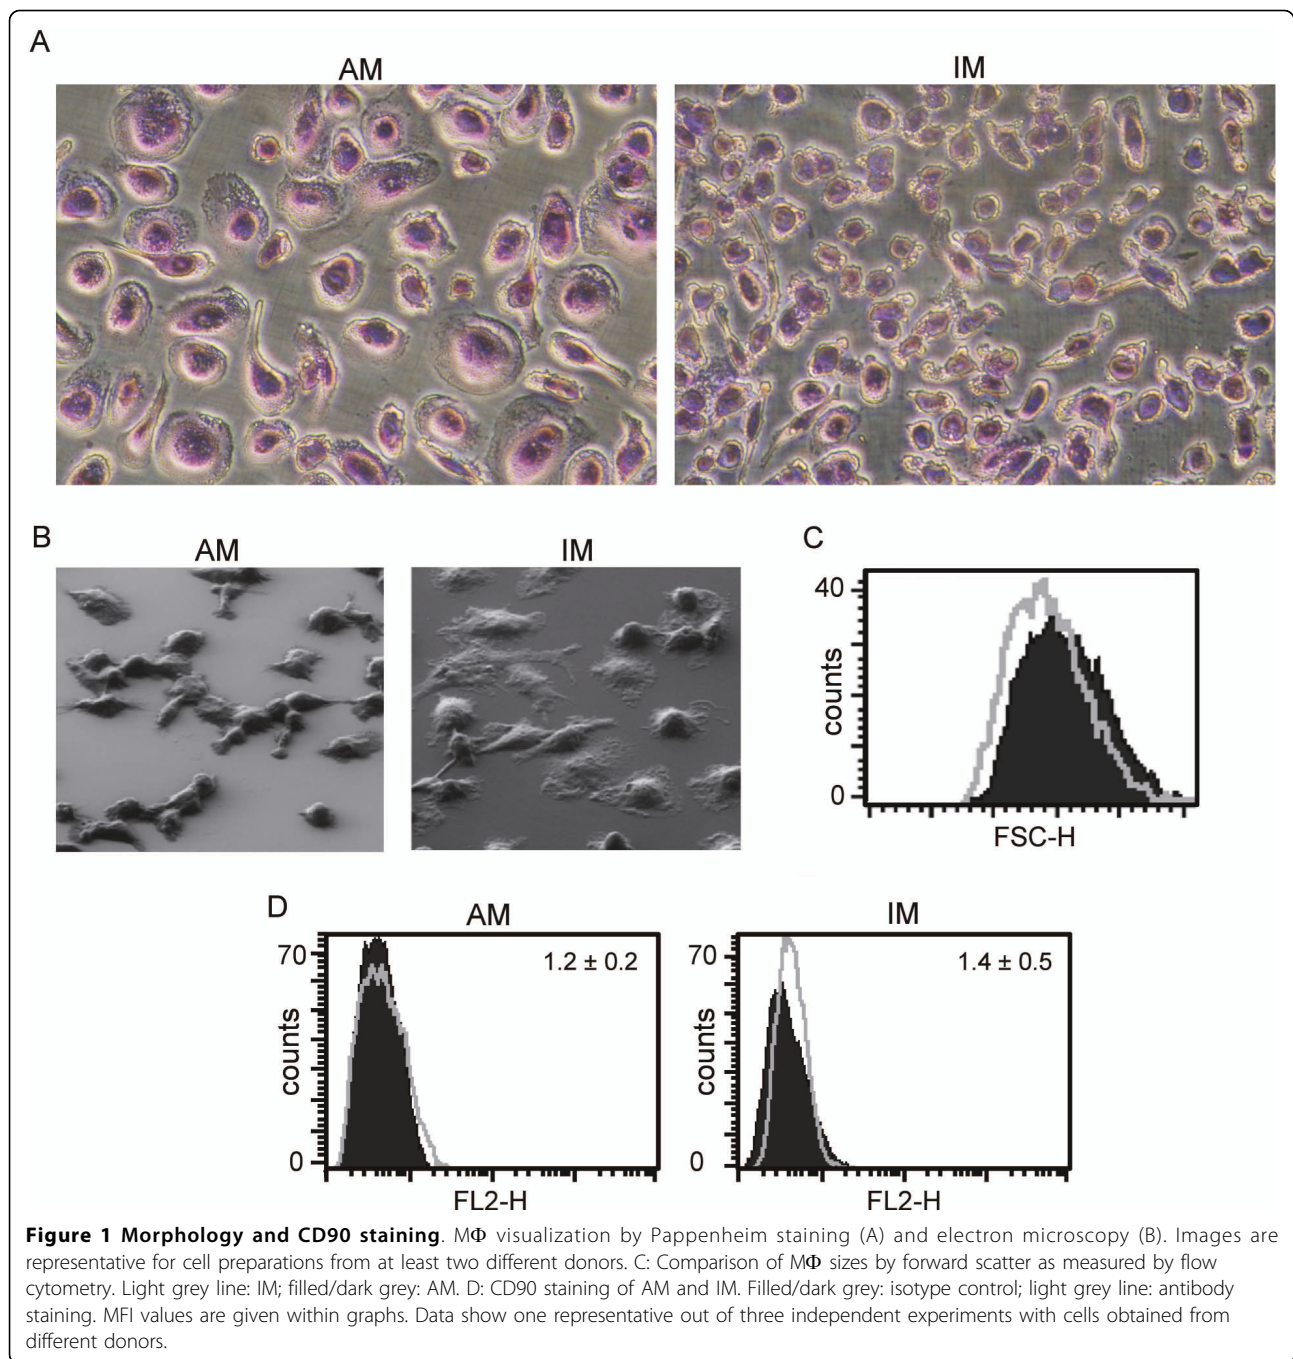 A
AM
IM
B
AM
IM
C
40
counts
0
FSC-H
D
AM
70
1.2 ± 0.2
counts
0
FL2-H
IM
70
1.4 ± 0.5
counts
0
FL2-H
Figure 1 Morphology and CD90 staining. MΦ visualization by Pappenheim staining (A) and electron microscopy (B). Images are
representative for cell preparations from at least two different donors. C: Comparison of MΦ sizes by forward scatter as measured by flow
cytometry. Light grey line: IM; filled/dark grey: AM. D: CD90 staining of AM and IM. Filled/dark grey: isotype control; light grey line: antibody
staining. MFI values are given within graphs. Data show one representative out of three independent experiments with cells obtained from
different donors.